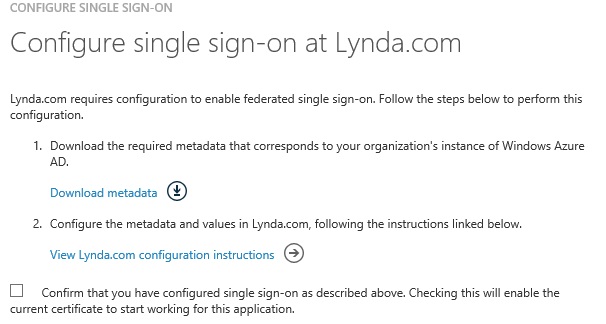 CONFIGURE SINGLE SIGN-ON
Configure single sign-on at Lynda.com
Lynda.com requires configuration to enable federated single sign-on. Follow the steps below to perform this
configuration.
1. Download the required metadata that corresponds to your organization's instance of Windows Azure
AD.
Download metadata
2. Configure the metadata and values in Lynda.com, following the instructions linked below.
View Lynda.com configuration instructions
Confirm that you have configured single sign-on as described above. Checking this will enable the
current certificate to start working for this application.